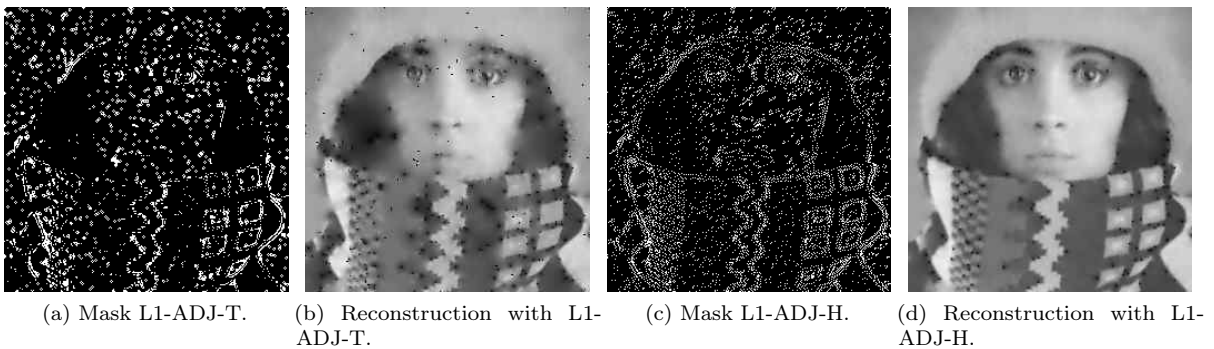 (a) Mask L1-ADJ-T.
(b) Reconstruction with L1-
ADJ-T.
(c) Mask L1-ADJ-H.
(d) Reconstruction with L1-
ADJ-H.